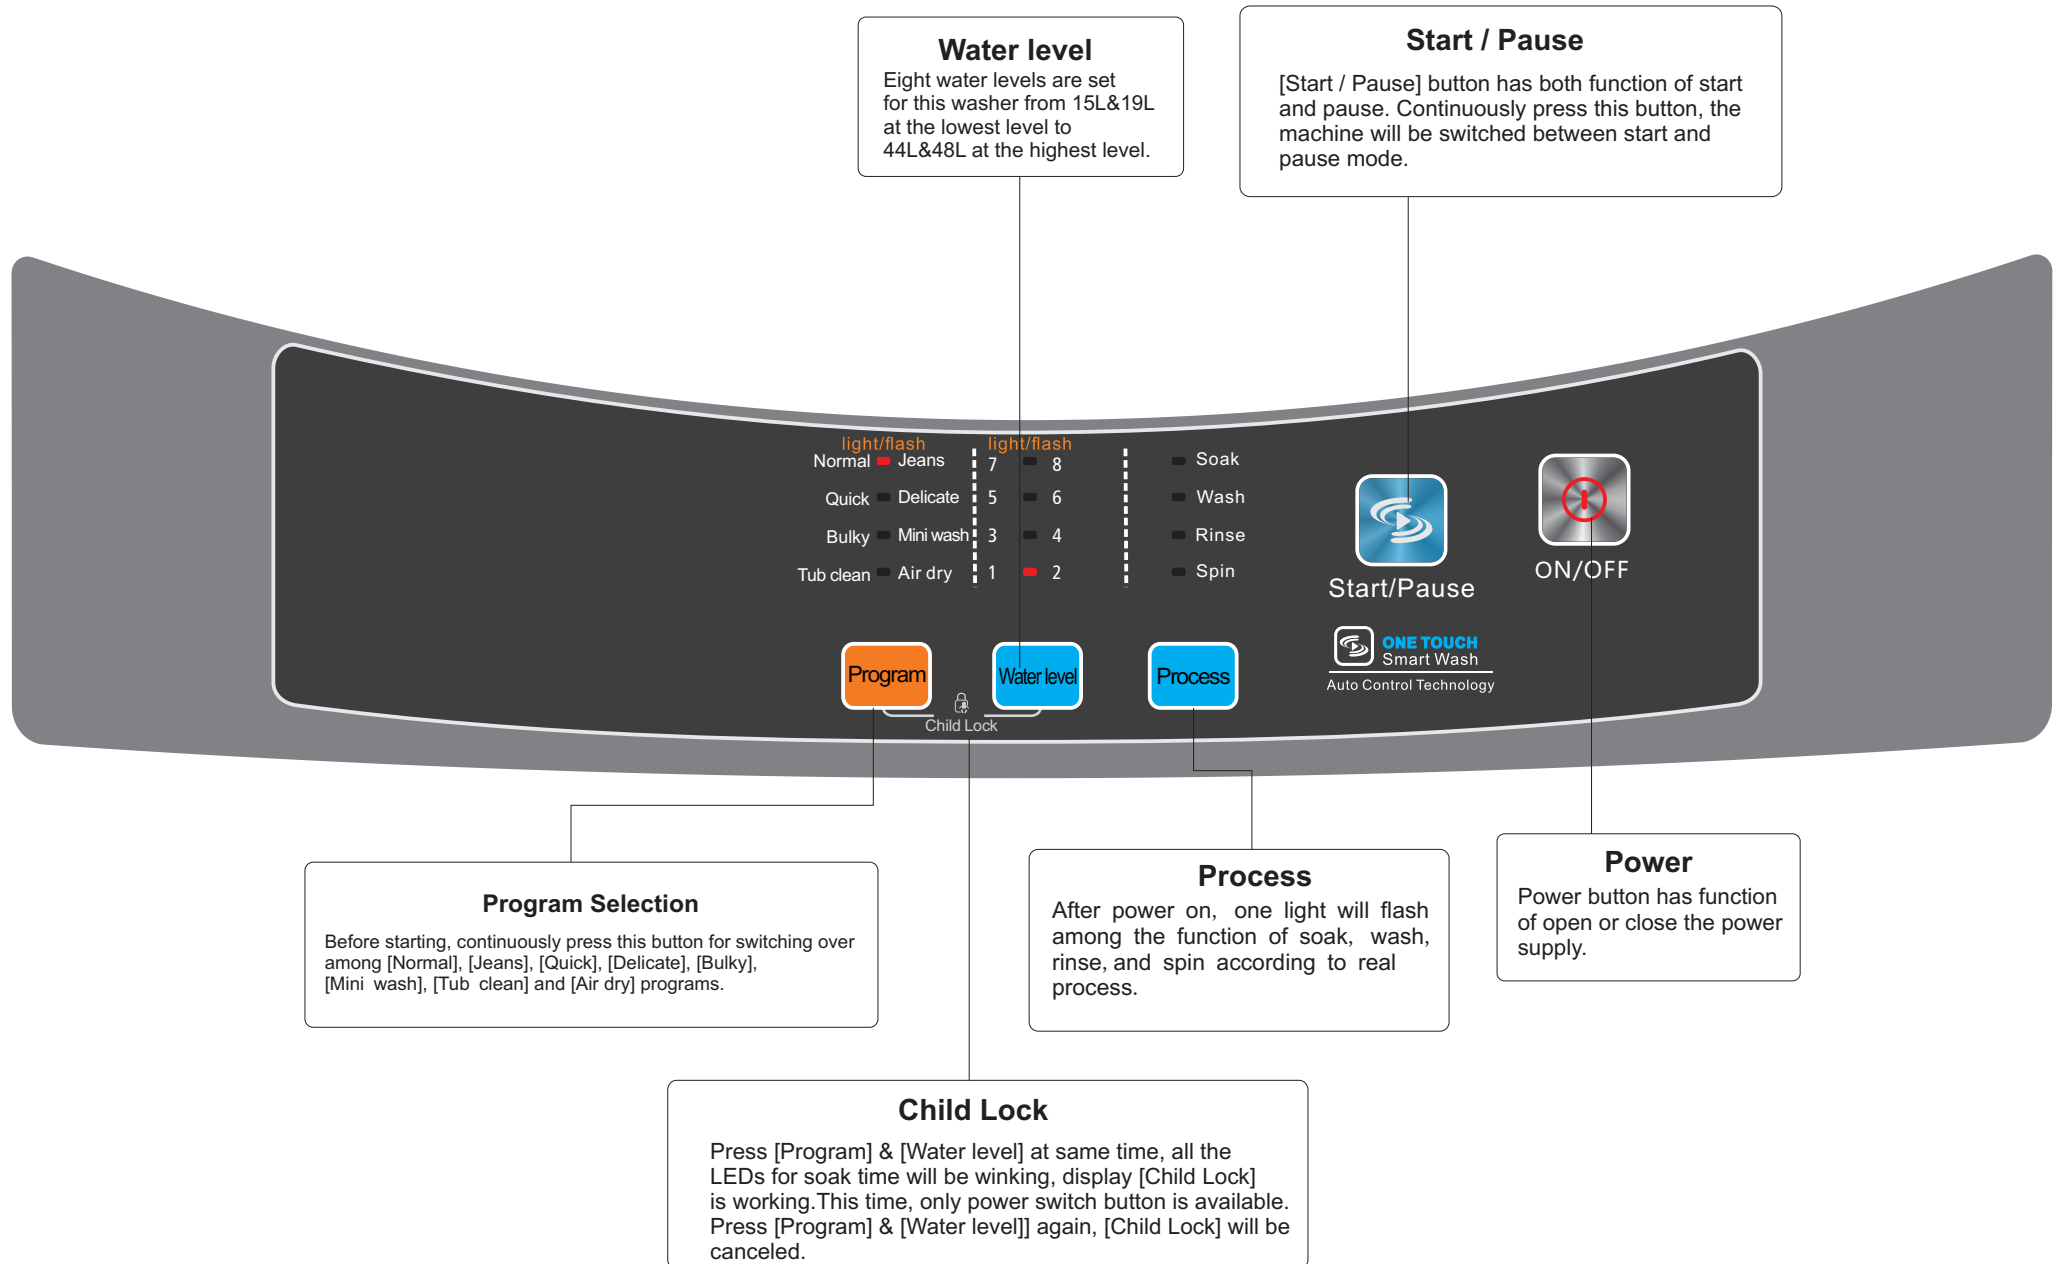 Water level
Eight water levels are set
for this washer from 15L&19L
at the lowest level to
44L&48L at the highest level.
Start / Pause
[Start / Pause] button has both function of start
and pause. Continuously press this button, the
machine will be switched between start and
pause mode.
light/flash
Normal Jeans
Quick Delicate
Bulky Mini wash
Tub clean Air dry
light/flash
7 8
5 6
3 4
1 2
Soak
Wash
Rinse
Spin
Start/Pause
ON/OFF
ONE TOUCH
Smart Wash
Auto Control Technology
Program
Water level
Process
Child Lock
Program Selection
Before starting, continuously press this button for switching over
among [Normal], [Jeans], [Quick], [Delicate], [Bulky],
[Mini wash], [Tub clean] and [Air dry] programs.
Process
After power on, one light will flash
among the function of soak, wash,
rinse, and spin according to real
process.
Power
Power button has function
of open or close the power
supply.
Child Lock
Press [Program] & [Water level] at same time, all the
LEDs for soak time will be winking, display [Child Lock]
is working.This time, only power switch button is available.
Press [Program] & [Water level]] again, [Child Lock] will be
canceled.